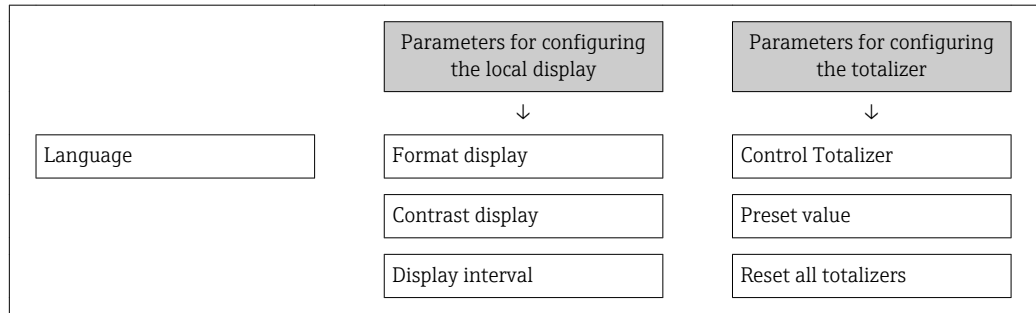 Parameters for configuring
the local display
Parameters for configuring
the totalizer
↓
↓
Language
Format display
Control Totalizer
Contrast display
Preset value
Display interval
Reset all totalizers